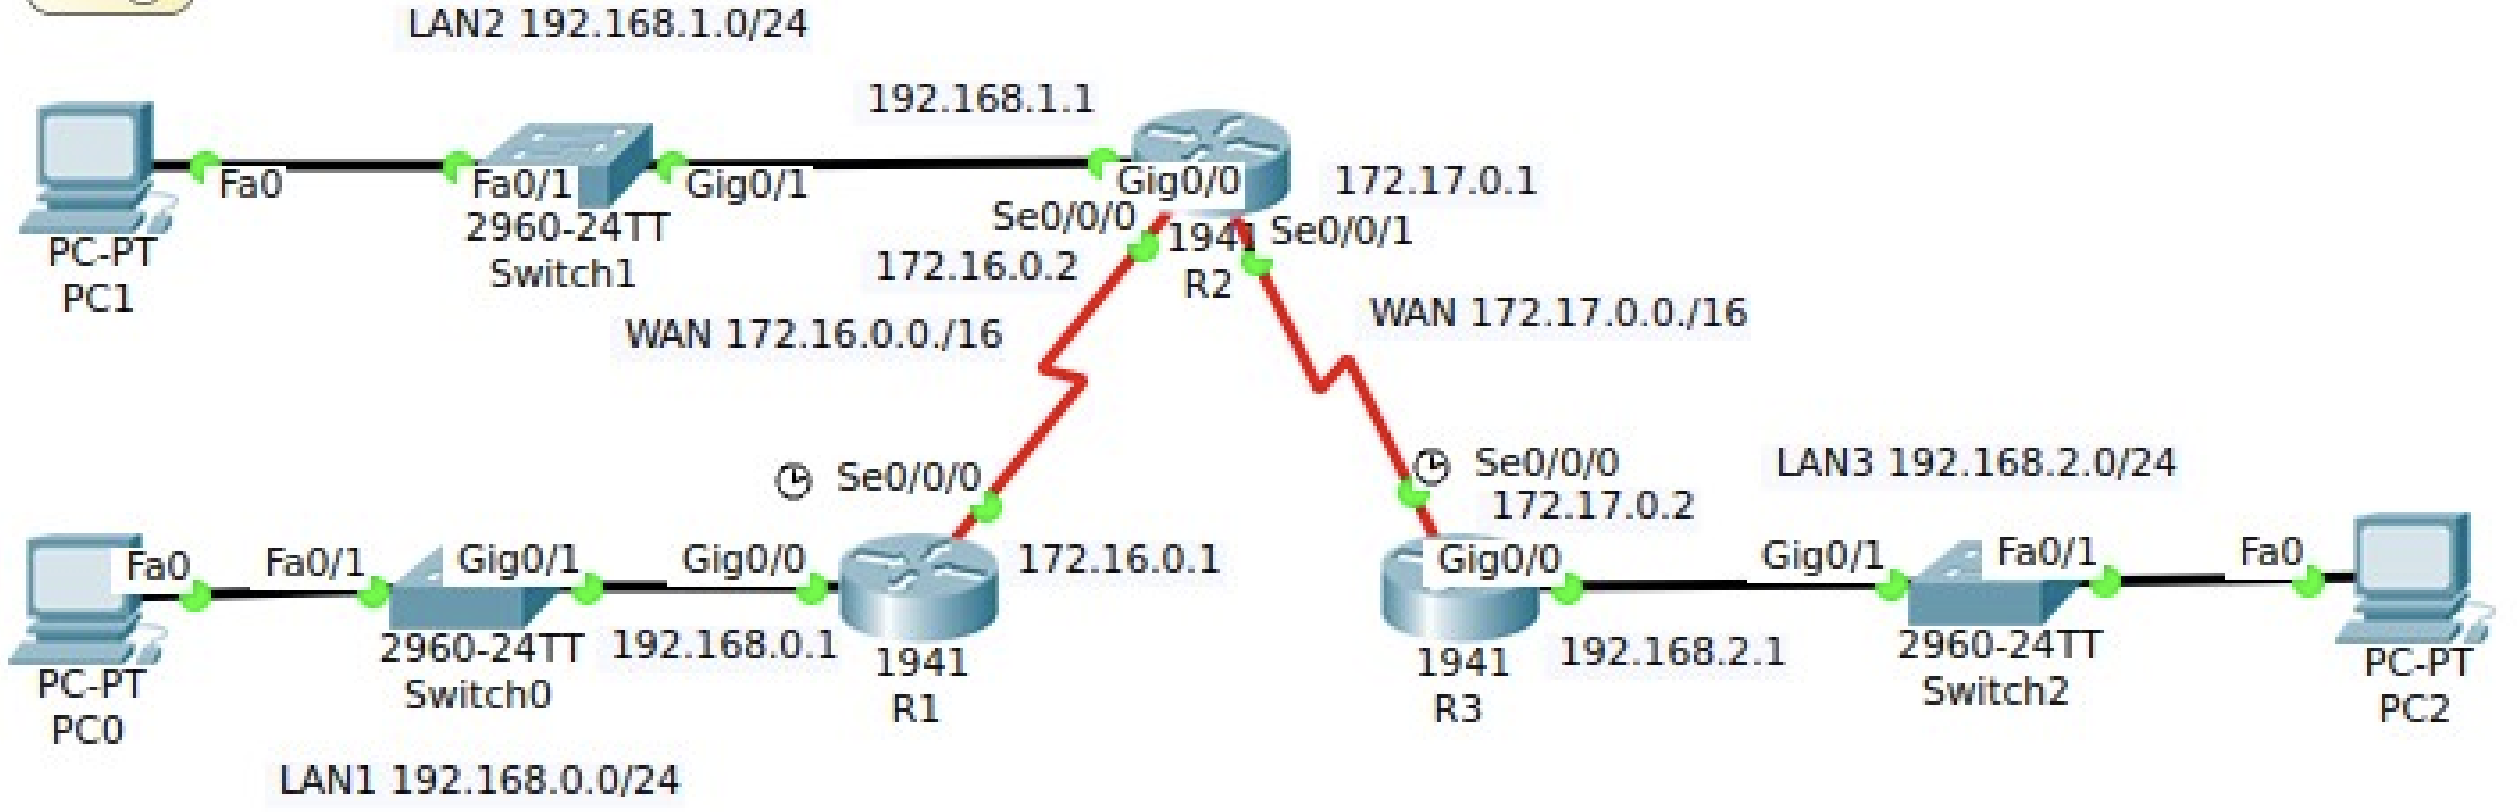 LAN2 192.168.1.0/24
192.168.1.1
Fa0
Fa0/1
Gig0/1
Gig0/0
172.17.0.1
2960-24TT
Switch1
PC-PT
PC1
Se0/0/0
1941
R2
Se0/0/1
172.16.0.2
WAN 172.16.0.0./16
WAN 172.17.0.0./16
Se0/0/0
Se0/0/0
172.17.0.2
LAN3 192.168.2.0/24
Fa0
Fa0/1
Gig0/1
Gig0/0
172.16.0.1
Gig0/0
Gig0/1
Fa0/1
Fa0
2960-24TT
Switch0
192.168.0.1
1941
R1
1941
R3
192.168.2.1
2960-24TT
Switch2
PC-PT
PC0
PC-PT
PC2
LAN1 192.168.0.0/24